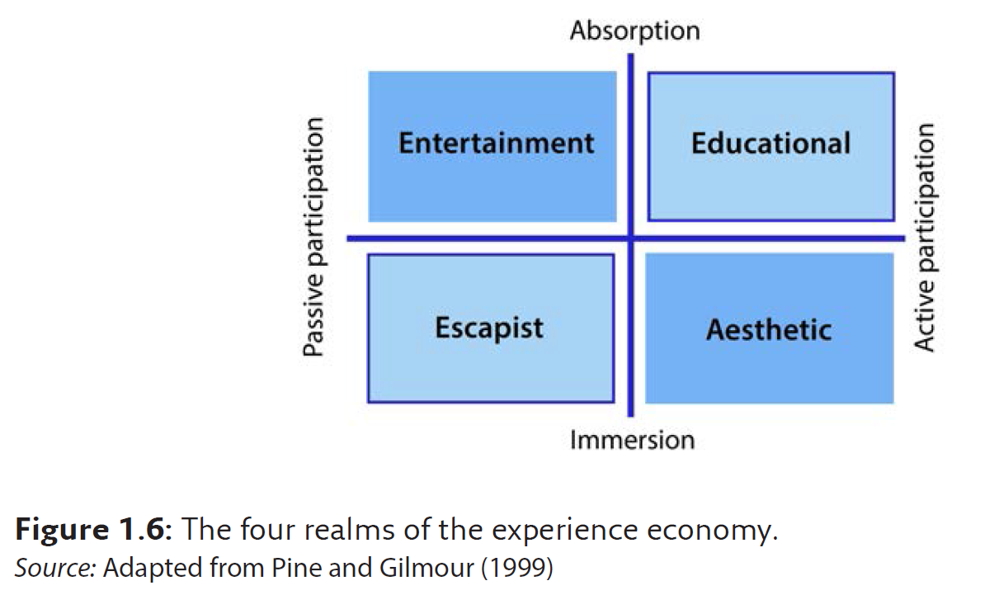 Absorption
Passive participation
Entertainment
Educational
Active participation
Escapist
Aesthetic
Immersion
Figure 1.6: The four realms of the experience economy.
Source: Adapted from Pine and Gilmour (1999)